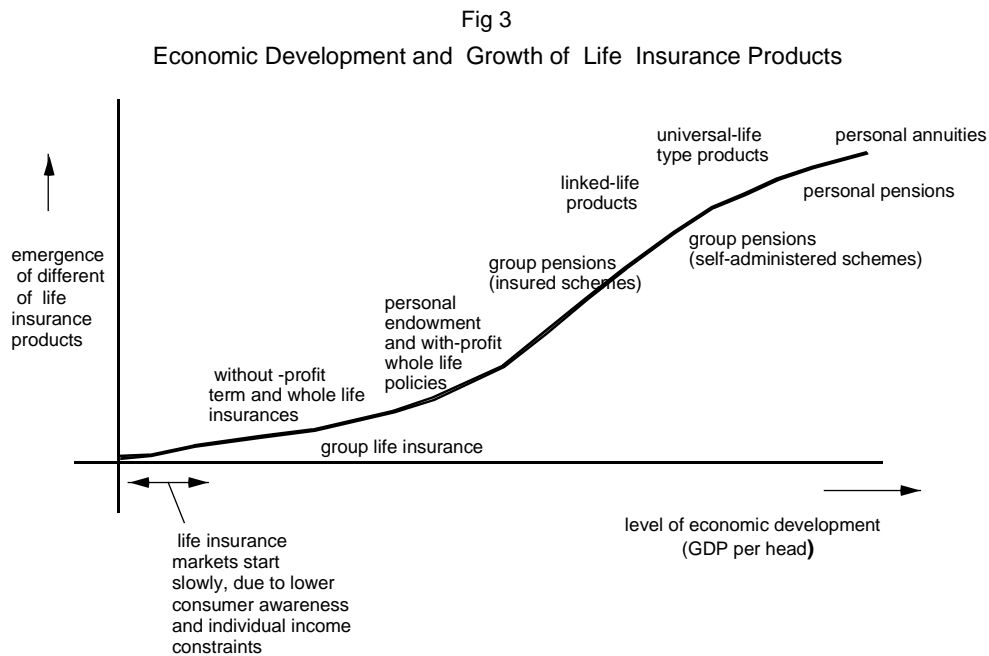 Fig 3
Economic Development and Growth of Life Insurance Products
universal-life
type products
personal annuities
linked-life
products
personal pensions
group pensions
(self-administered schemes)
group pensions
(insured schemes)
emergence
of different
of life
insurance
products
personal
endowment
and with-profit
whole life
policies
without -profit
term and whole life
insurances
group life insurance
level of economic development
(GDP per head)
life insurance
markets start
slowly, due to lower
consumer awareness
and individual income
constraints